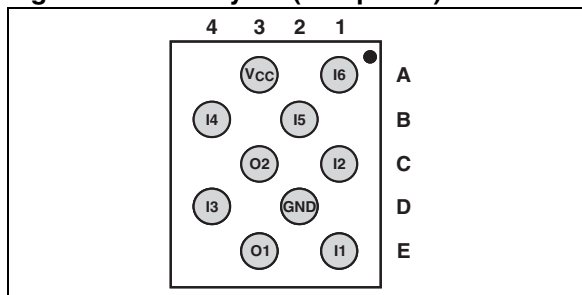 4 3 2 1
Vcc I6 A
I4 I5 B
O2 I2 C
I3 GND D
O1 I1 E